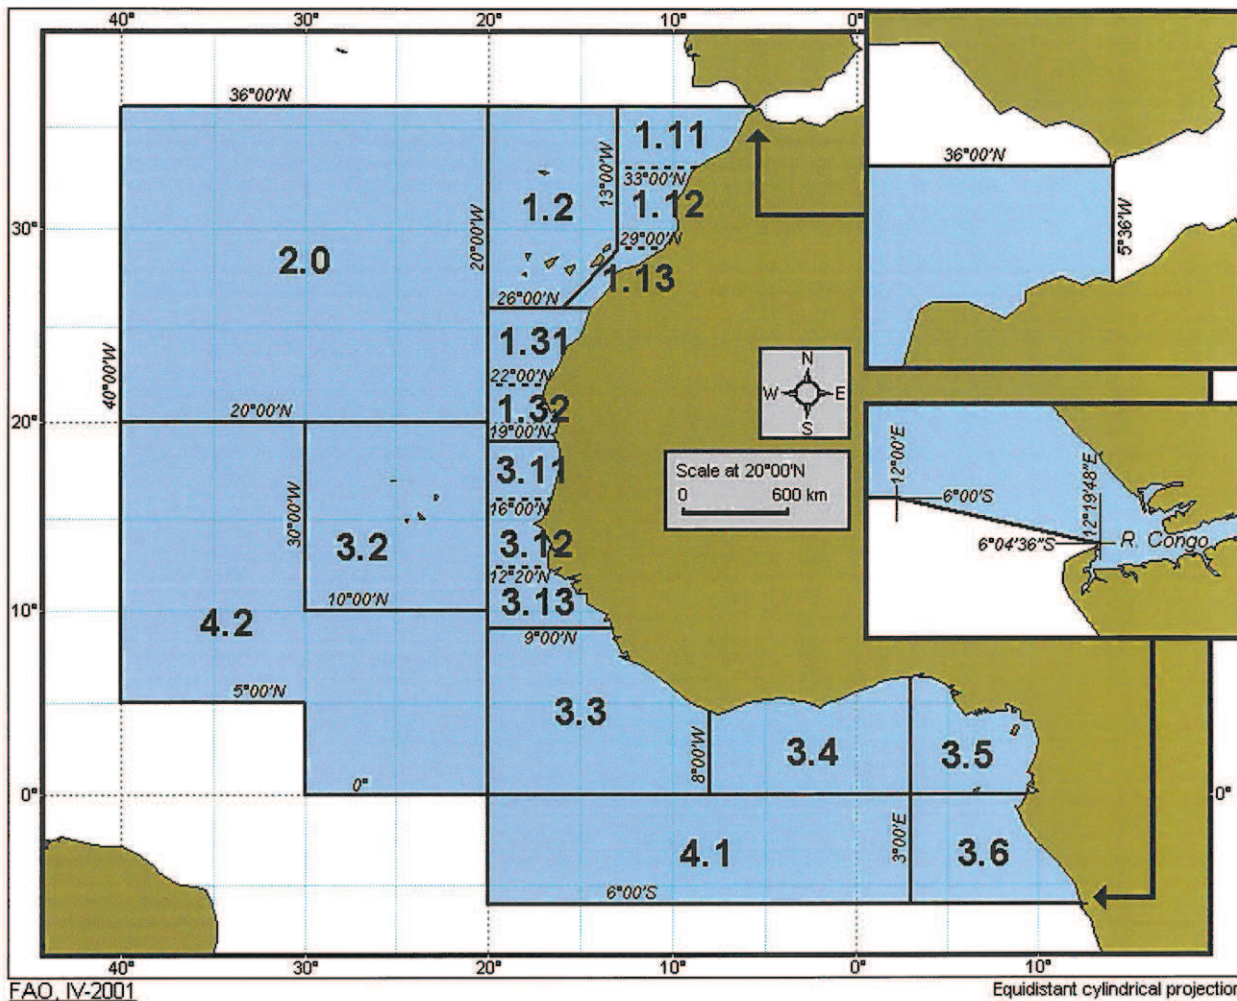 40° 30° 20° 10° 0°
36°00'N
36°00'N
1.11
13°00'W
33°00'N
1.2
1.12
20°00'W
5°36'W
30°
29°00'N
2.0
1.13
26°00'N
1.31
N
40°00'W
22°00'N
W E
1.32
S
20°00'N
20°
19°00'N
12°00'E
3.11
Scale at 20°00'N
12°19'48"E
0 600 km
6°00'S
16°00'N
30°00'W
3.2
3.12
6°04'36"S
R. Congo
12°20'N
3.13
10°00'N
10°
4.2
9°00'N
5°00'N
3.3
8°00'W
3.4
3.5
0°
0°
0°
4.1
3°00'E
3.6
6°00'S
40° 30° 20° 10° 0° 10°
FAO, IV-2001
Equidistant cylindrical projection